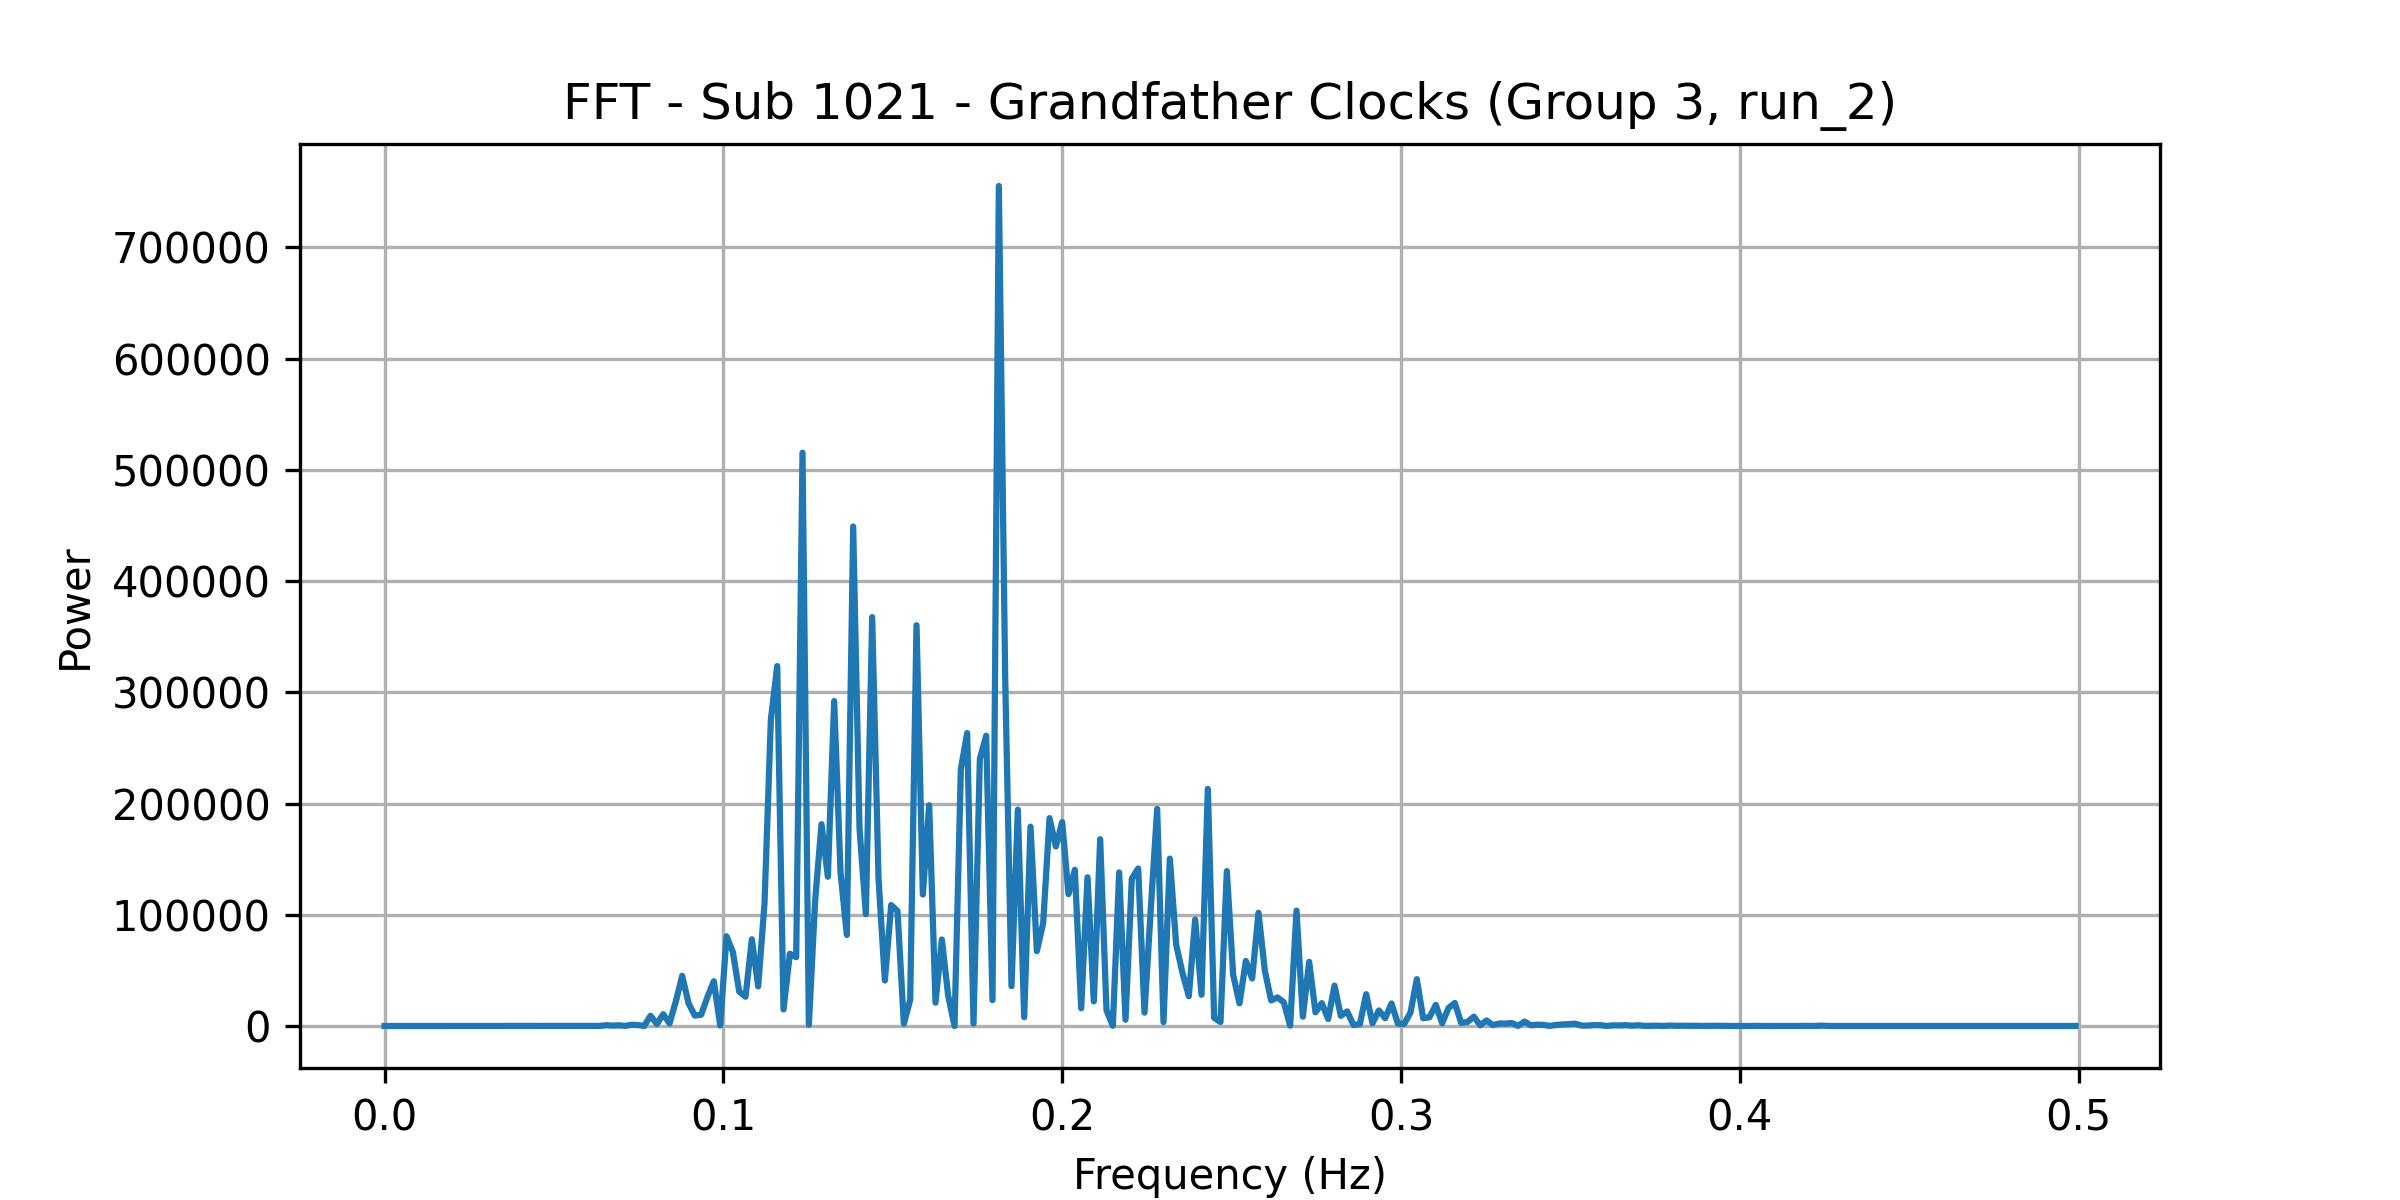 FFT - Sub 1021 - Grandfather Clocks (Group 3, run_2)
Power
700000
600000
500000
400000
300000
200000
100000
0
0.0 0.1 0.2 0.3 0.4 0.5
Frequency (Hz)